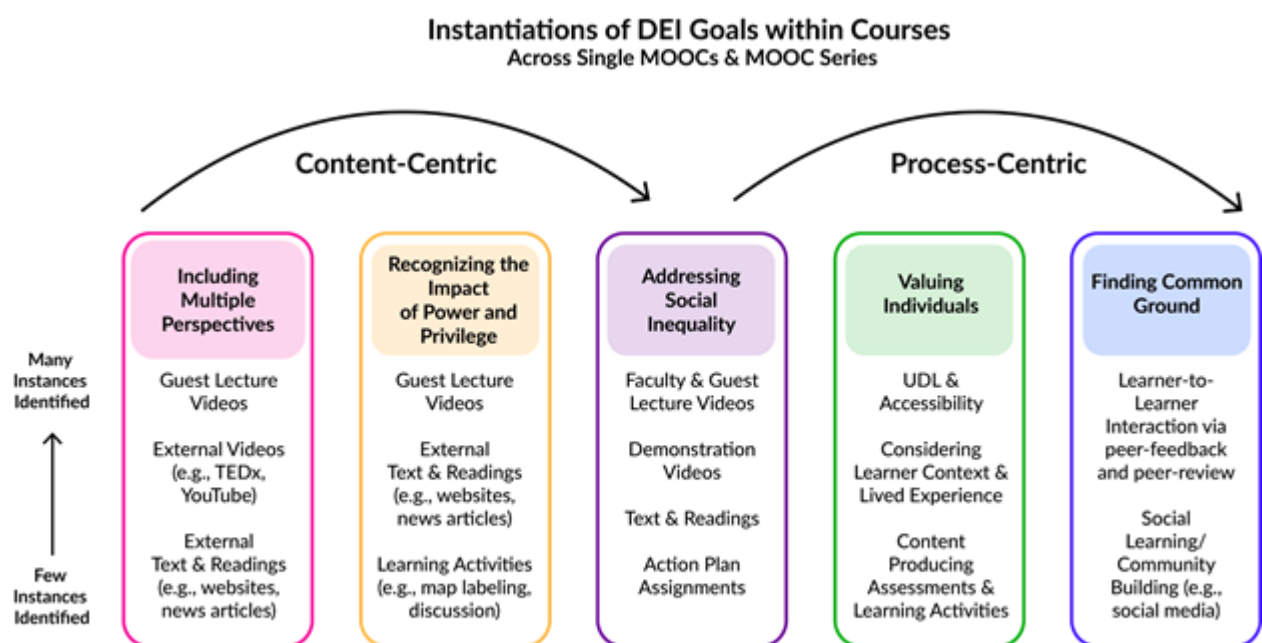 Instantiations of DEI Goals within Courses
Across Single MOOCs & MOOC Series
Content-Centric
Process-Centric
Many
Instances
Identified
Few
Instances
Identified
Including
Multiple
Perspectives
Guest Lecture
Videos
External Videos
(e.g., TEDx,
YouTube)
External
Text & Readings
(e.g., websites,
news articles)
Recognizing the
Impact
of Power and
Privilege
Guest Lecture
Videos
External
Text & Readings
(e.g., websites,
news articles)
Learning Activities
(e.g., map labeling,
discussion)
Addressing
Social
Inequality
Faculty & Guest
Lecture Videos
Demonstration
Videos
Text & Readings
Action Plan
Assignments
Valuing
Individuals
UDL &
Accessibility
Considering
Learner Context &
Lived Experience
Content
Producing
Assessments &
Learning Activities
Finding Common
Ground
Learner-to-
Learner
Interaction via
peer-feedback
and peer-review
Social
Learning/
Community
Building (e.g.,
social media)